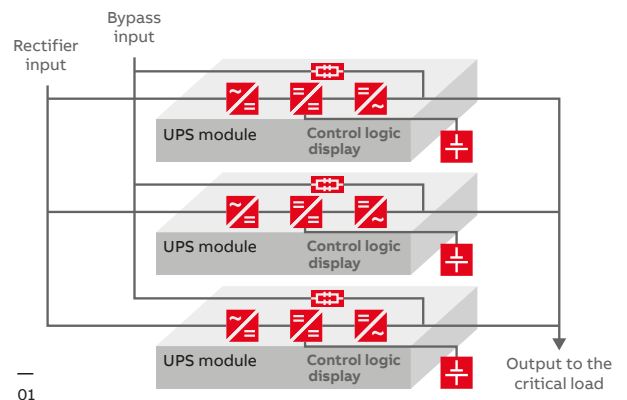 Bypass
input
Rectifier
input
UPS module
Control logic
display
UPS module
Control logic
display
UPS module
Control logic
display
Output to the
critical load
—
01